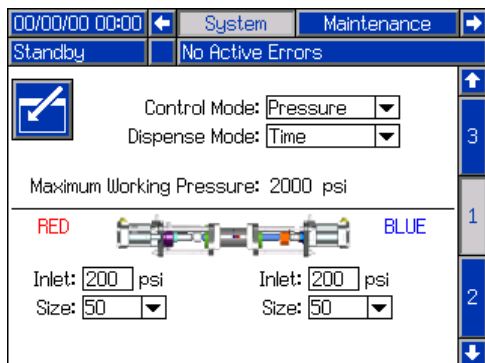 00/00/00 00:00 System Maintenance
Standby No Active Errors
Control Mode: Pressure
Dispense Mode: Time
3
Maximum Working Pressure: 2000 psi
1
RED BLUE
Inlet: 200 psi Inlet: 200 psi
Size: 50 Size: 50
2